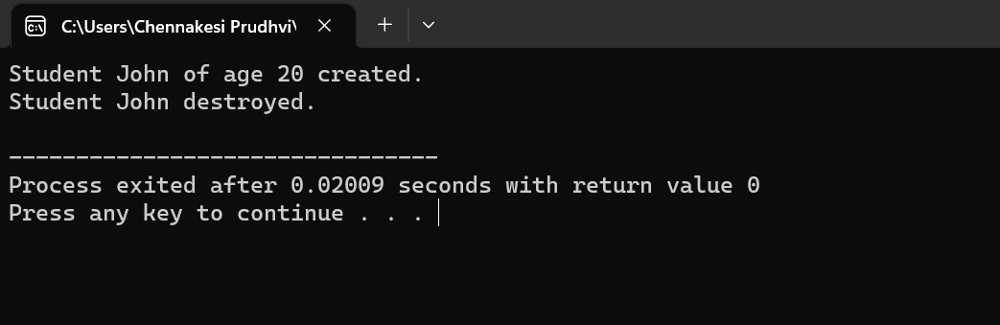 C:\Users\Chennakesi Prudhvi\
Student John of age 20 created.
Student John destroyed.
--------------------------------
Process exited after 0.02009 seconds with return value 0
Press any key to continue . . .